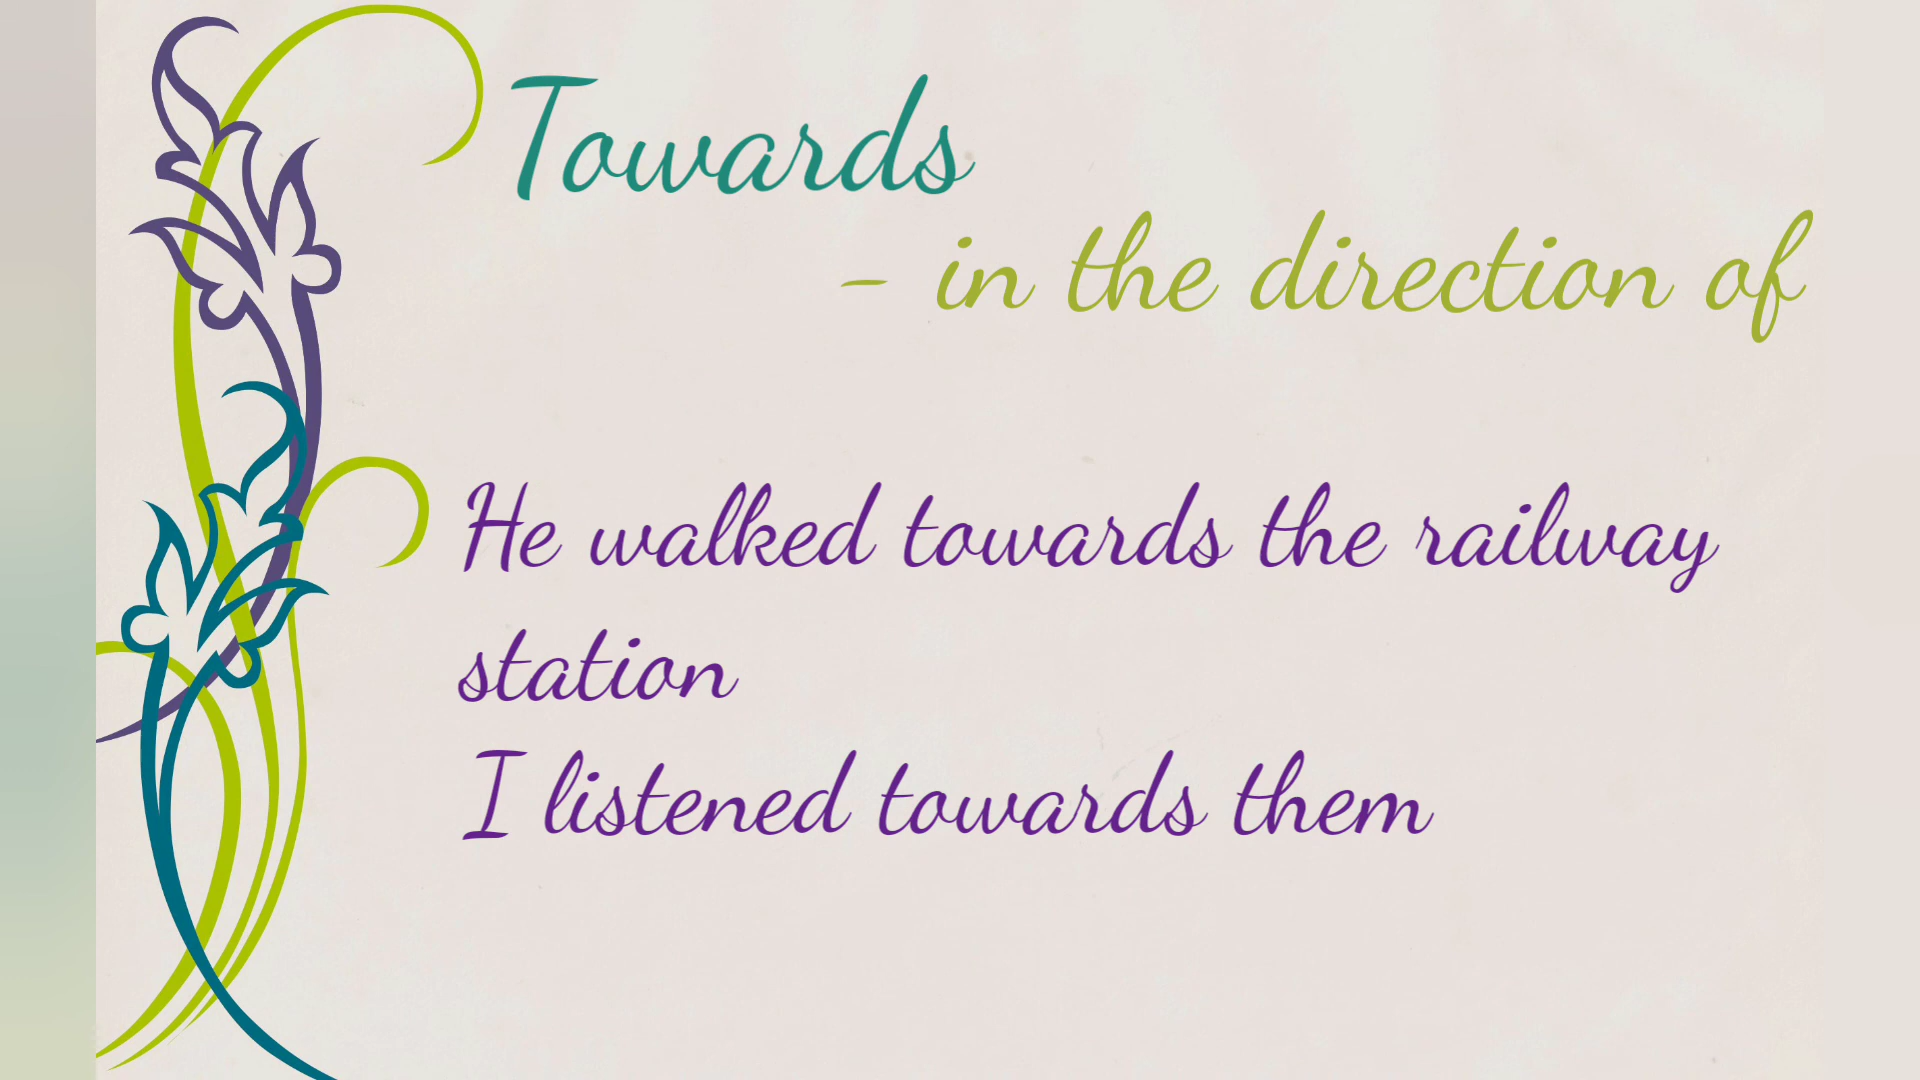 Towards
- in the direction of
He walked towards the railway
station
I listened towards them